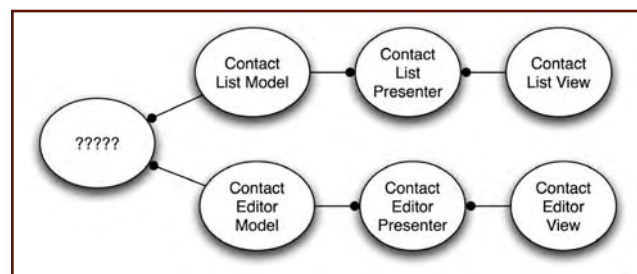 Contact
List Model
Contact
List
Presenter
Contact
List View
?????
Contact
Editor
Model
Contact
Editor
Presenter
Contact
Editor
View